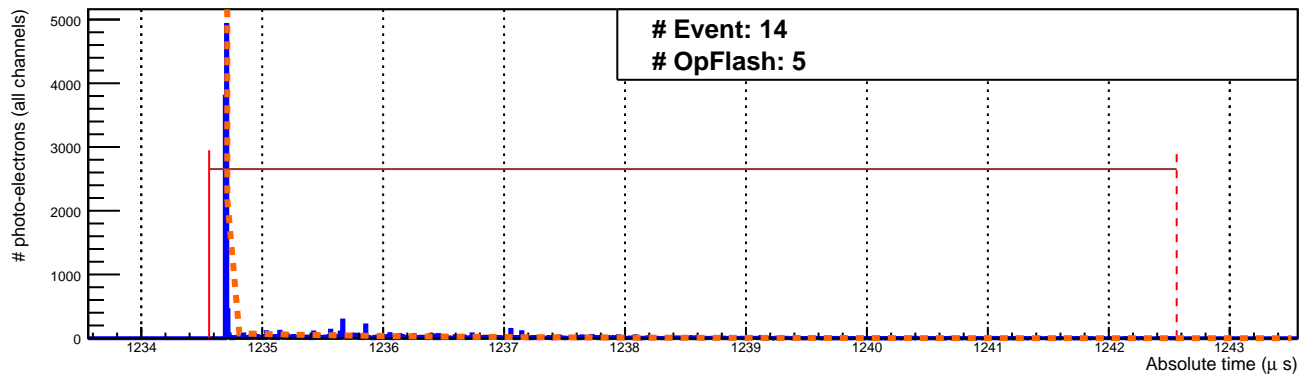 # Event: 14
# OpFlash: 5
# photo-electrons (all channels)
5000
4000
3000
2000
1000
0
1234 1235 1236 1237 1238 1239 1240 1241 1242 1243
Absolute time (μ s)